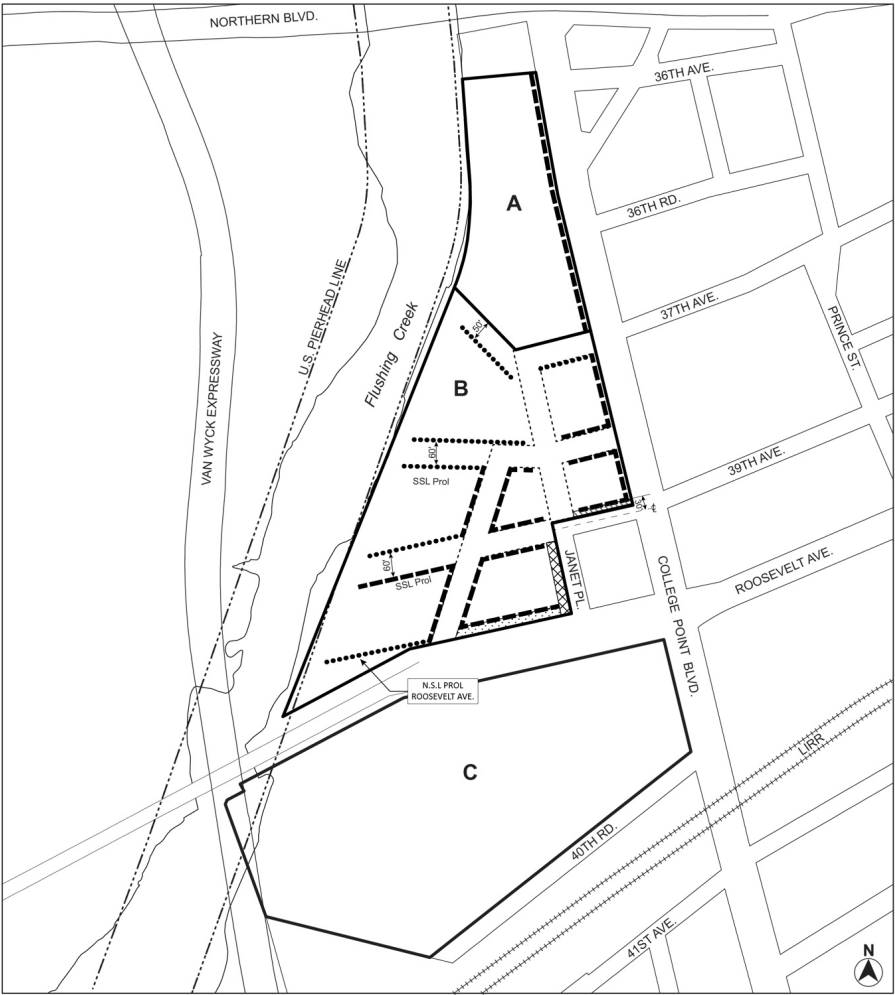 NORTHERN BLVD.
36TH AVE.
A
36TH RD.
U.S. PIERHEAD LINE
Flushing Creek
50'
37TH AVE.
PRINCE ST.
VAN WYCK EXPRESSWAY
B
60'
SSL Prol
39TH AVE.
30'
60'
SSL Prol
JANET PL.
COLLEGE POINT BLVD.
ROOSEVELT AVE.
N.S.L PROL
ROOSEVELT AVE.
C
LIRR
40TH RD.
41ST AVE.
N